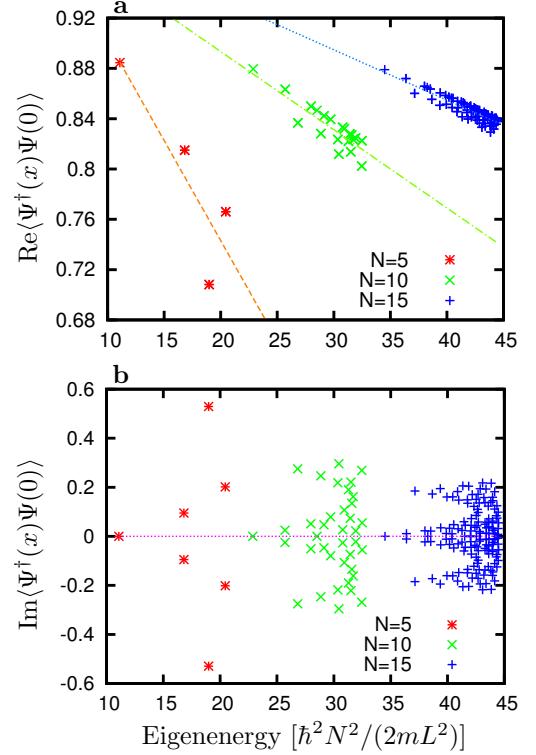 a
0.92
0.88
0.84
0.80
0.76
0.72
0.68
Re⟨Ψ†(x)Ψ(0)⟩
N=5
N=10
N=15
10 15 20 25 30 35 40 45
b
0.6
0.4
0.2
0
-0.2
-0.4
-0.6
Im⟨Ψ†(x)Ψ(0)⟩
N=5
N=10
N=15
10 15 20 25 30 35 40 45
Eigenenergy [ℏ²N²/(2mL²)]